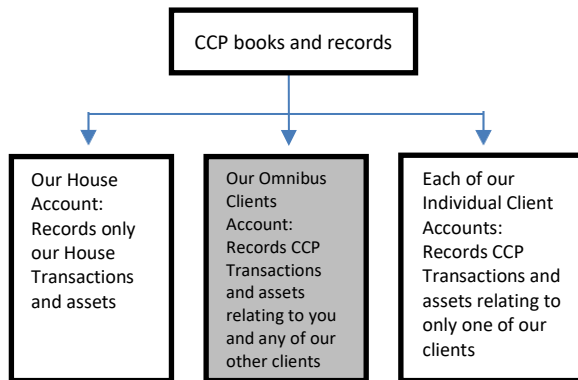 CCP books and records
Our House
Account:
Records only
our House
Transactions
and assets
Our Omnibus
Clients
Account:
Records CCP
Transactions
and assets
relating to you
and any of our
other clients
Each of our
Individual Client
Accounts:
Records CCP
Transactions and
assets relating to
only one of our
clients